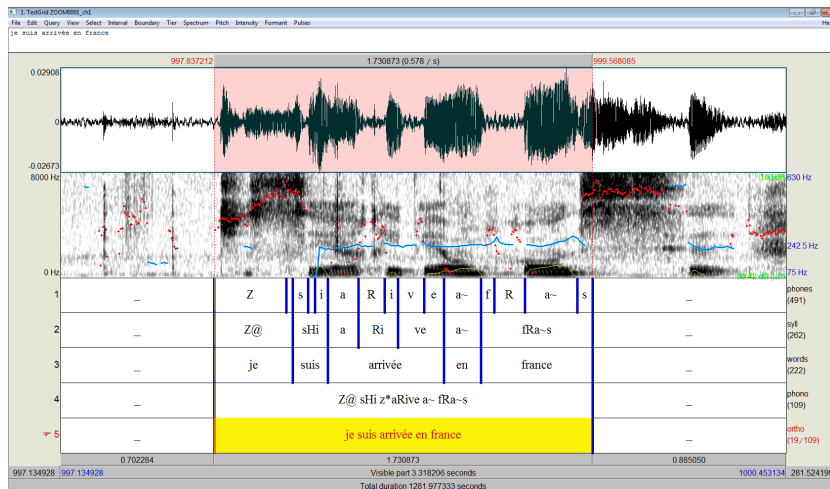 1. TextGrid ZOOM0001_ch1
File Edit Query View Select Interval Boundary Tier Spectrum Pitch Intensity Formant Pulses He
je suis arrivée en france
997.837212 1.730873 (0.578 / s) 999.568085
0.02908
0
-0.02673
8000 Hz 630 Hz
242.5 Hz
0 Hz 75 Hz
1 _ Z s i a R i v e a~ f R a~ s _ phones (491)
2 _ Z@ sHi a Ri ve a~ fRa~s _ syll (262)
3 _ je suis arrivée en france _ words (222)
4 _ Z@ sHi z*aRive a~ fRa~s _ phono (109)
5 _ je suis arrivée en france _ ortho (19/109)
0.702284 1.730873 0.885050
997.134928 997.134928 Visible part 3.318206 seconds 1000.453134 281.524199
Total duration 1281.977333 seconds